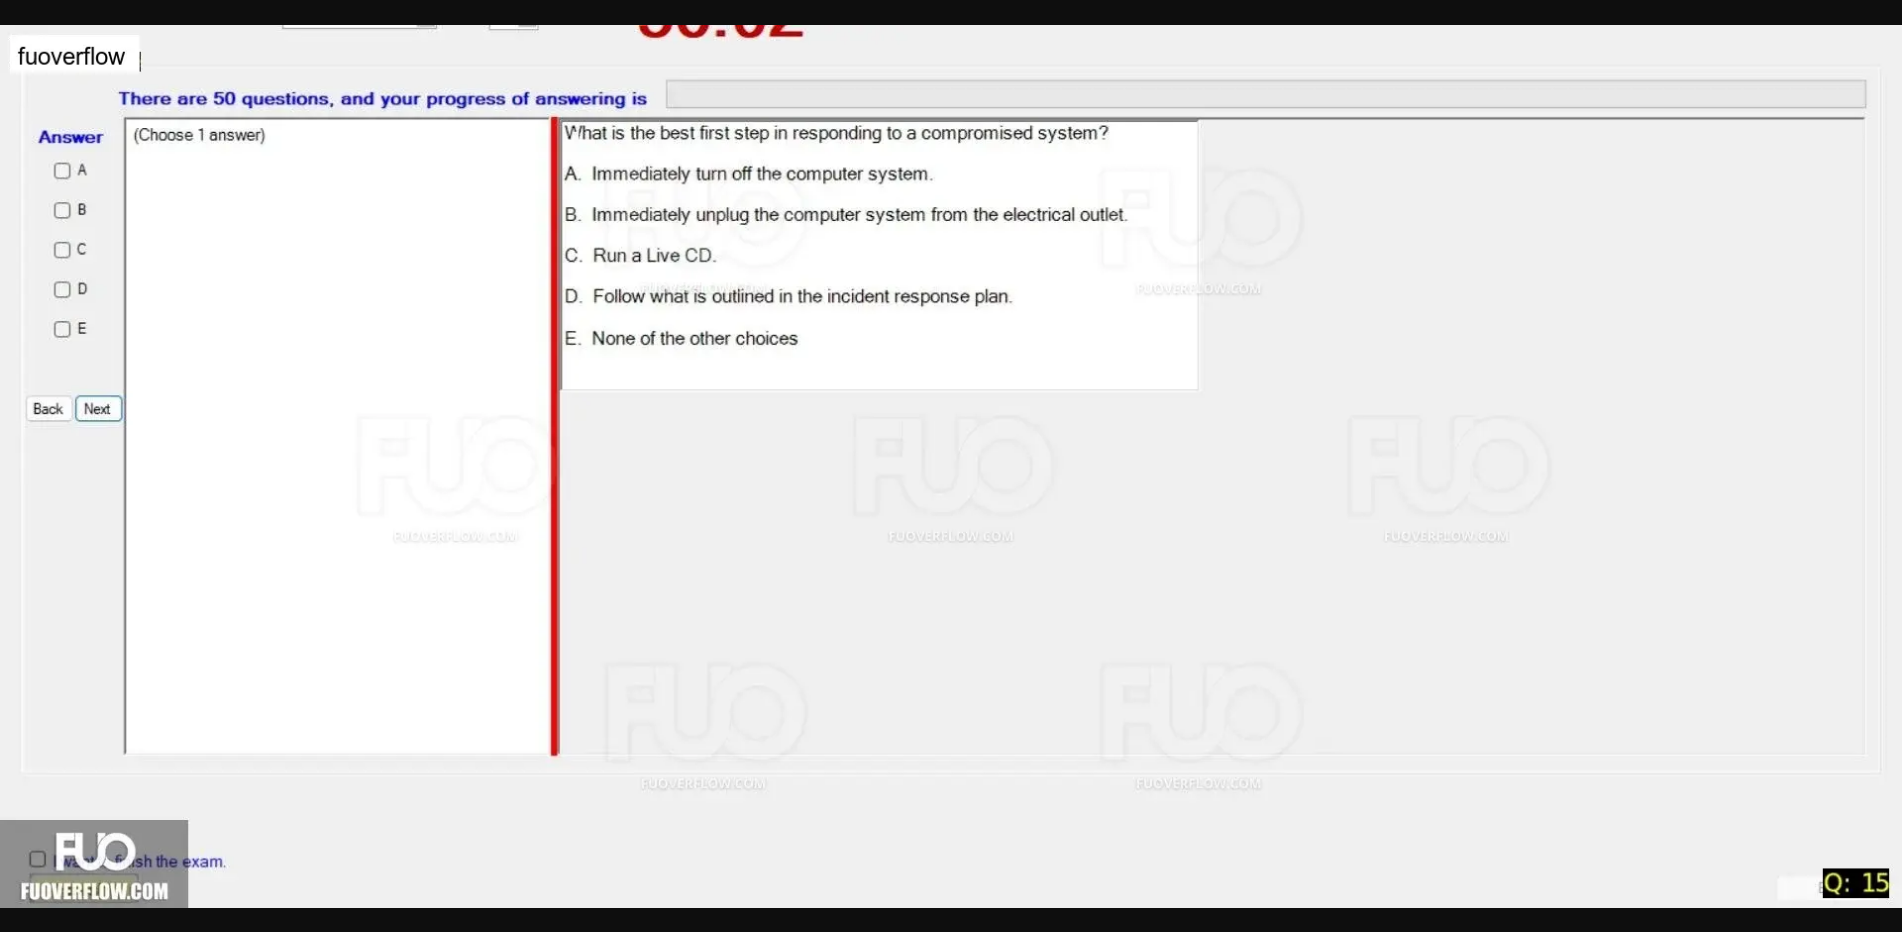 fuoverflow
There are 50 questions, and your progress of answering is
Answer
(Choose 1 answer)
A
B
C
D
E
Back Next
What is the best first step in responding to a compromised system?
A. Immediately turn off the computer system.
B. Immediately unplug the computer system from the electrical outlet.
C. Run a Live CD.
D. Follow what is outlined in the incident response plan.
E. None of the other choices
FUO
FUOVERFLOW.COM
FUO
FUOVERFLOW.COM
FUO
FUOVERFLOW.COM
FUO
FUOVERFLOW.COM
FUO
FUOVERFLOW.COM
FUO
FUOVERFLOW.COM
FUO
FUOVERFLOW.COM
the exam.
FUO
FUOVERFLOW.COM
Q: 15